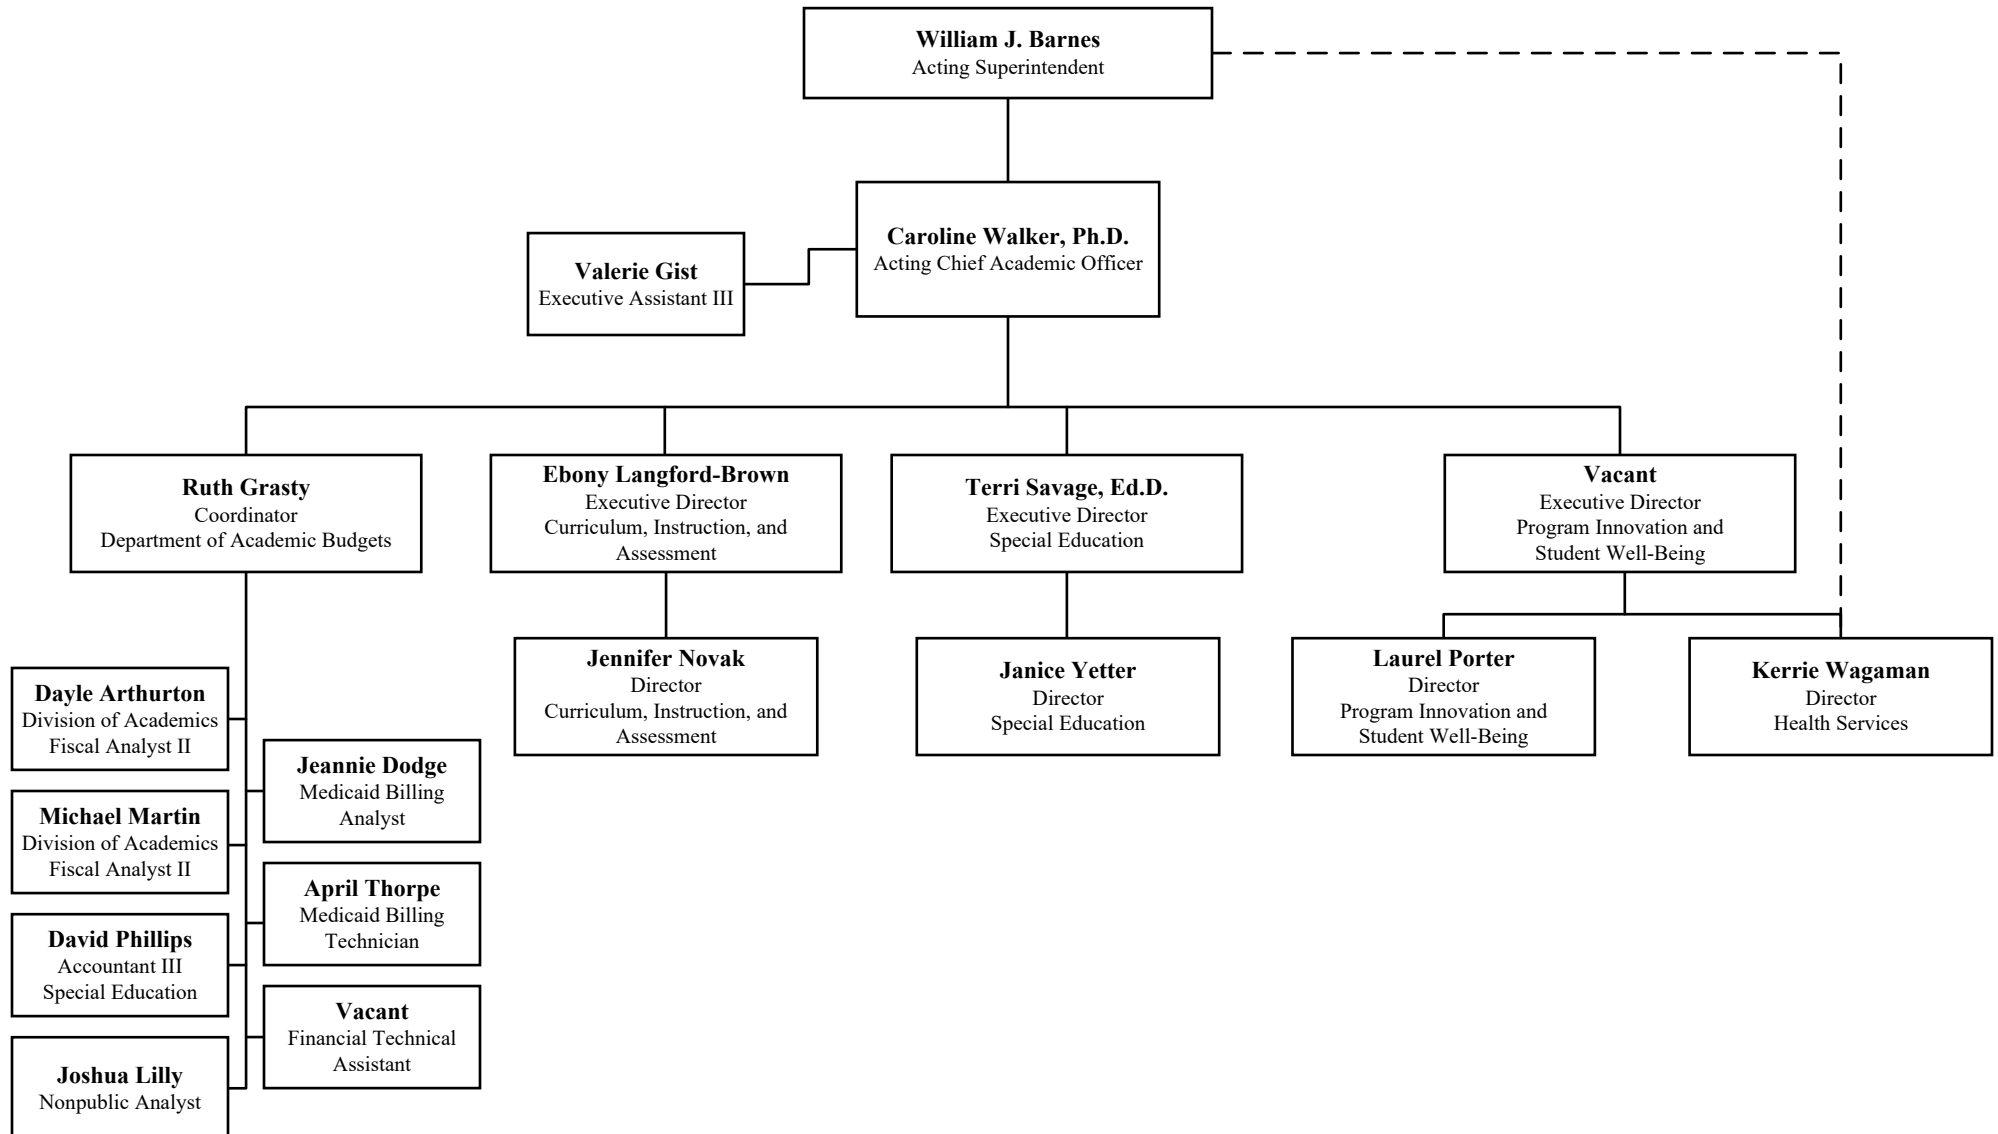 William J. Barnes
Acting Superintendent
Caroline Walker, Ph.D.
Acting Chief Academic Officer
Valerie Gist
Executive Assistant III
Ruth Grasty
Coordinator
Department of Academic Budgets
Ebony Langford-Brown
Executive Director
Curriculum, Instruction, and
Assessment
Terri Savage, Ed.D.
Executive Director
Special Education
Vacant
Executive Director
Program Innovation and
Student Well-Being
Jennifer Novak
Director
Curriculum, Instruction, and
Assessment
Janice Yetter
Director
Special Education
Laurel Porter
Director
Program Innovation and
Student Well-Being
Kerrie Wagaman
Director
Health Services
Dayle Arthurton
Division of Academics
Fiscal Analyst II
Jeannie Dodge
Medicaid Billing
Analyst
Michael Martin
Division of Academics
Fiscal Analyst II
April Thorpe
Medicaid Billing
Technician
David Phillips
Accountant III
Special Education
Vacant
Financial Technical
Assistant
Joshua Lilly
Nonpublic Analyst